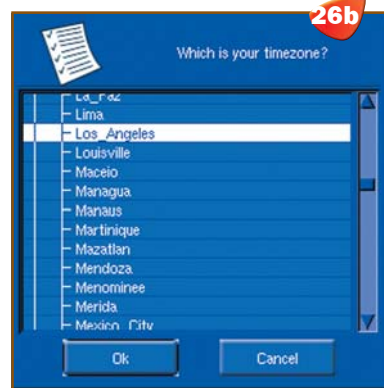 26b
Which is your timezone?
La_Paz
Lima
Los_Angeles
Louisville
Maceio
Managua
Manaus
Martinique
Mazatlan
Mendoza
Menominee
Merida
Mexico_City
Ok
Cancel